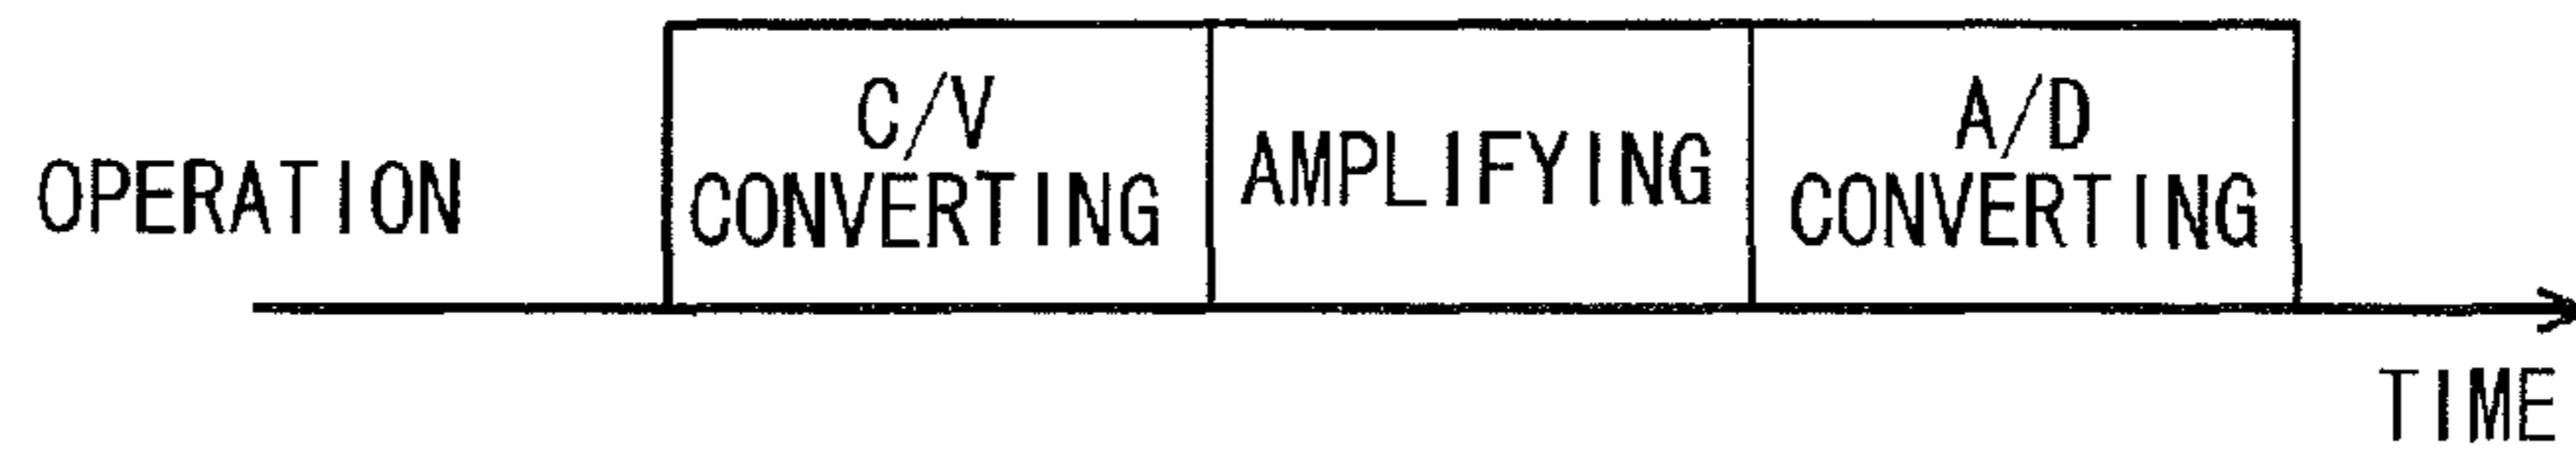 OPERATION
C/V
CONVERTING
AMPLIFYING
A/D
CONVERTING
TIME